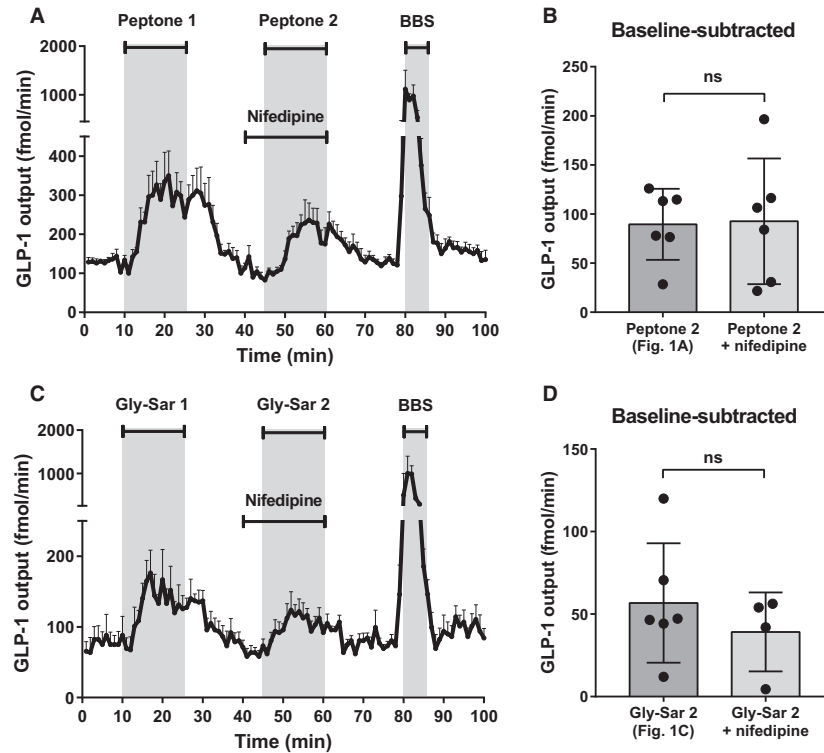 A
Peptone 1
Peptone 2
BBS
Nifedipine
GLP-1 output (fmol/min)
2000
1000
400
300
200
100
0
0 10 20 30 40 50 60 70 80 90 100
Time (min)
B
Baseline-subtracted
ns
GLP-1 output (fmol/min)
250
200
150
100
50
0
Peptone 2
(Fig. 1A)
Peptone 2
+ nifedipine
C
Gly-Sar 1
Gly-Sar 2
BBS
Nifedipine
GLP-1 output (fmol/min)
2000
1000
200
100
0
0 10 20 30 40 50 60 70 80 90 100
Time (min)
D
Baseline-subtracted
ns
GLP-1 output (fmol/min)
150
100
50
0
Gly-Sar 2
(Fig. 1C)
Gly-Sar 2
+ nifedipine